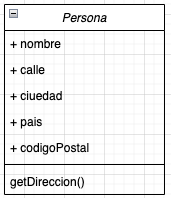 Persona
+ nombre
+ calle
+ ciuedad
+ pais
+ codigoPostal
getDireccion()